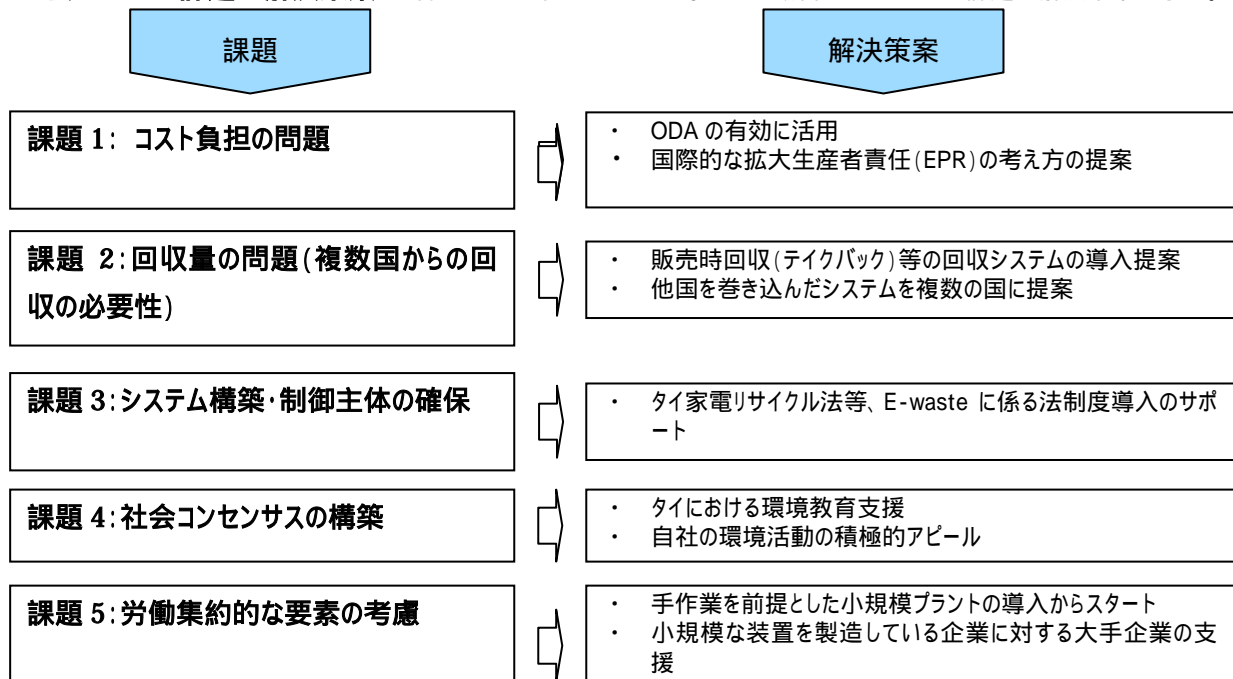 課題
解決策案
課題 1: コスト負担の問題
・ ODA の有効に活用
・ 国際的な拡大生産者責任(EPR)の考え方の提案
課題 2:回収量の問題(複数国からの回
収の必要性)
・ 販売時回収(テイクバック)等の回収システムの導入提案
・ 他国を巻き込んだシステムを複数の国に提案
課題 3:システム構築・制御主体の確保
・ タイ家電リサイクル法等、E-waste に係る法制度導入のサポ
ート
課題 4:社会コンセンサスの構築
・ タイにおける環境教育支援
・ 自社の環境活動の積極的アピール
課題 5:労働集約的な要素の考慮
・ 手作業を前提とした小規模プラントの導入からスタート
・ 小規模な装置を製造している企業に対する大手企業の支
援